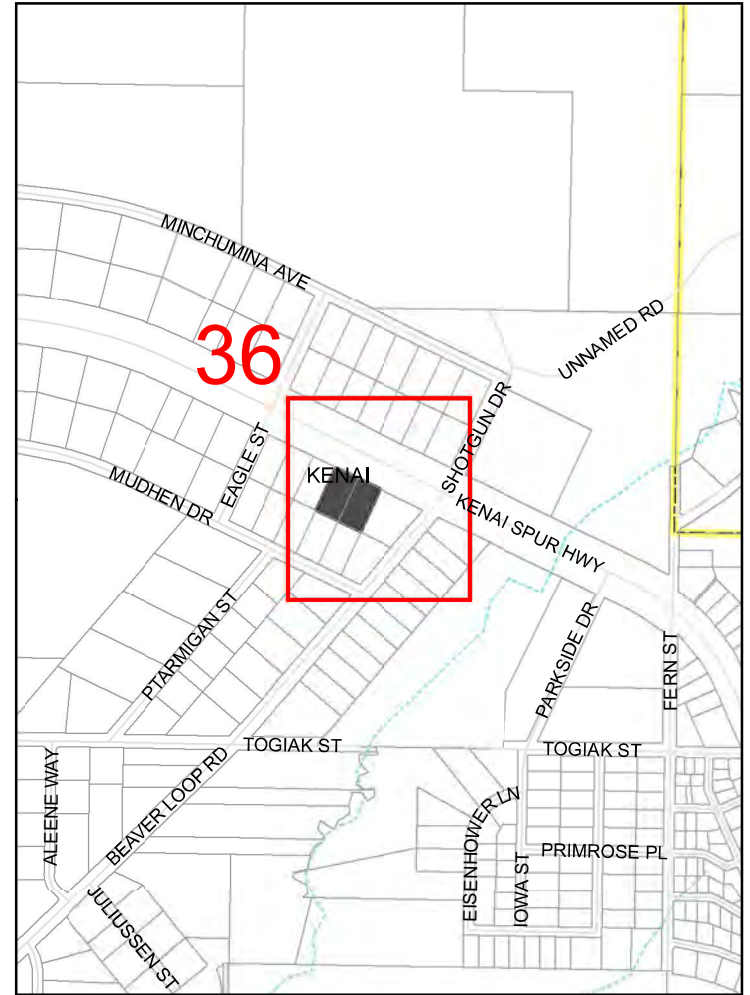 MINCHUMINA AVE
UNNAMED RD
36
SHOTGUN DR
EAGLE ST
KENAI
MUDHEN DR
KENAI SPUR HWY
PTARMIGAN ST
PARKSIDE DR
FERN ST
TOGIAK ST
TOGIAK ST
ALEENE WAY
BEAVER LOOP RD
EISENHOWER LN
IOWA ST
PRIMROSE PL
JULIUSSEN ST